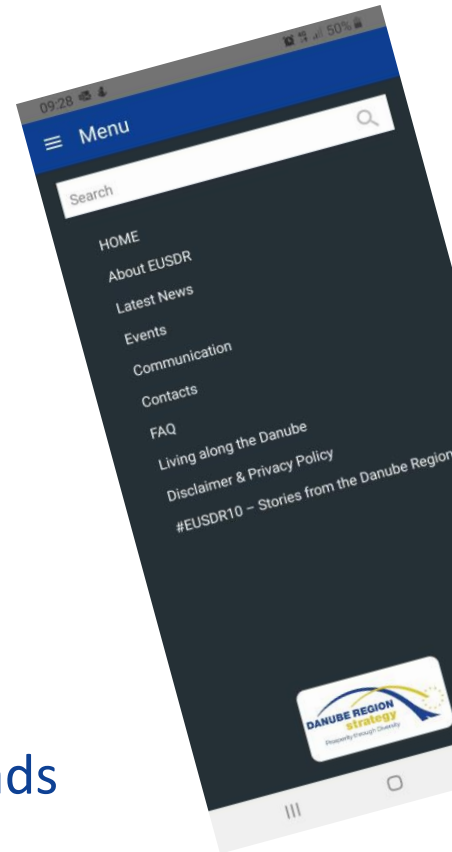 09:28
50%
Menu
Search
HOME
About EUSDR
Latest News
Events
Communication
Contacts
FAQ
Living along the Danube
Disclaimer & Privacy Policy
#EUSDR10 – Stories from the Danube Region
DANUBE REGION
strategy
Prosperity through Diversity